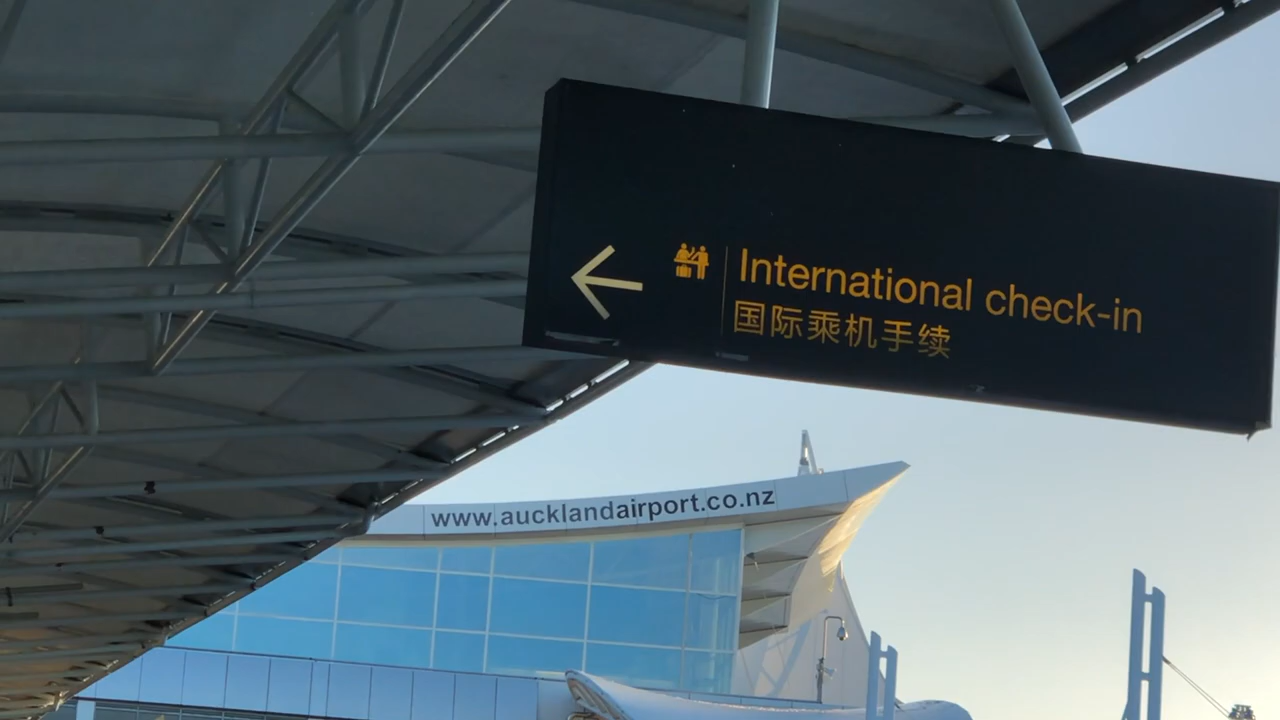 International check-in
国际乘机手续
www.aucklandairport.co.nz